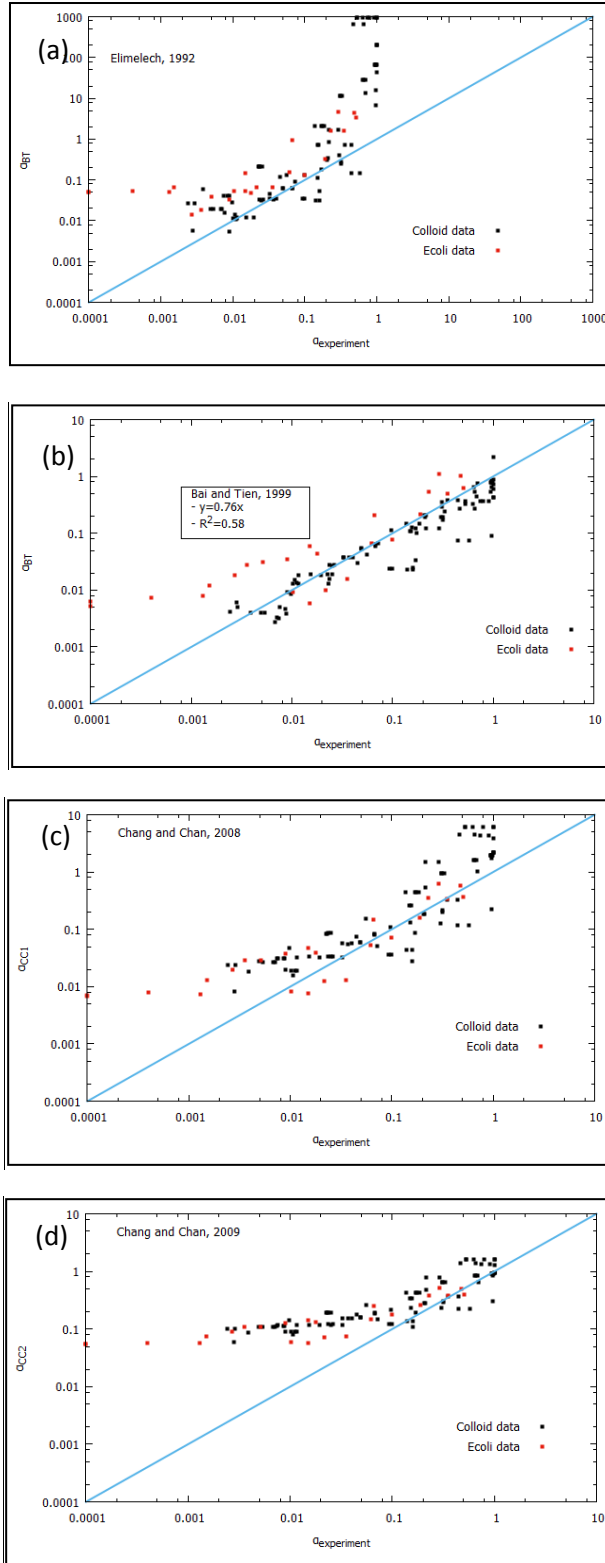 (a)
Elimelech, 1992
1000
100
10
1
0.1
0.01
0.001
0.0001
αBT
Colloid data
Ecoli data
0.0001 0.001 0.01 0.1 1 10 100 1000
αexperiment
(b)
10
1
0.1
0.01
0.001
0.0001
αBT
Bai and Tien, 1999
- y=0.76x
- R²=0.58
Colloid data
Ecoli data
0.0001 0.001 0.01 0.1 1 10
αexperiment
(c)
Chang and Chan, 2008
10
1
0.1
0.01
0.001
0.0001
αCC1
Colloid data
Ecoli data
0.0001 0.001 0.01 0.1 1 10
αexperiment
(d)
Chang and Chan, 2009
10
1
0.1
0.01
0.001
0.0001
αCC2
Colloid data
Ecoli data
0.0001 0.001 0.01 0.1 1 10
αexperiment